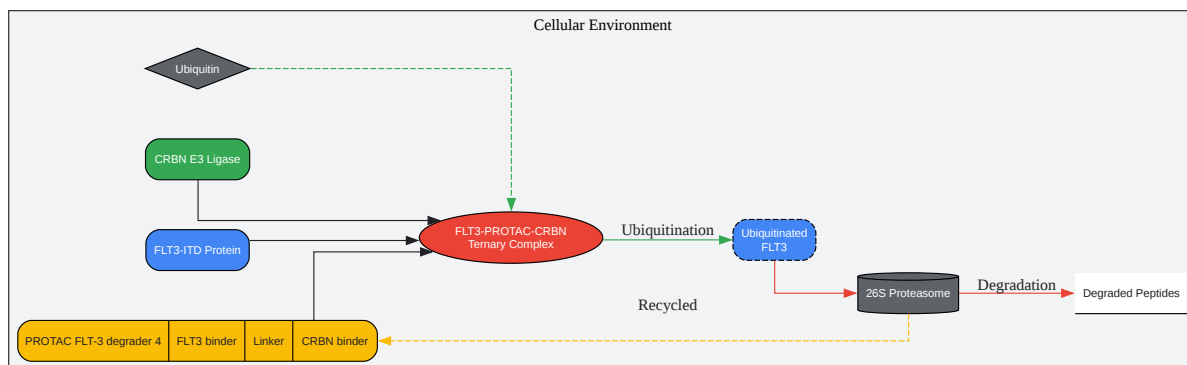 Cellular Environment
Ubiquitin
CRBN E3 Ligase
FLT3-ITD Protein
FLT3-PROTAC-CRBN
Ternary Complex
Ubiquitination
Ubiquitinated
FLT3
26S Proteasome
Degradation
Degraded Peptides
Recycled
PROTAC FLT-3 degrader 4
FLT3 binder
Linker
CRBN binder